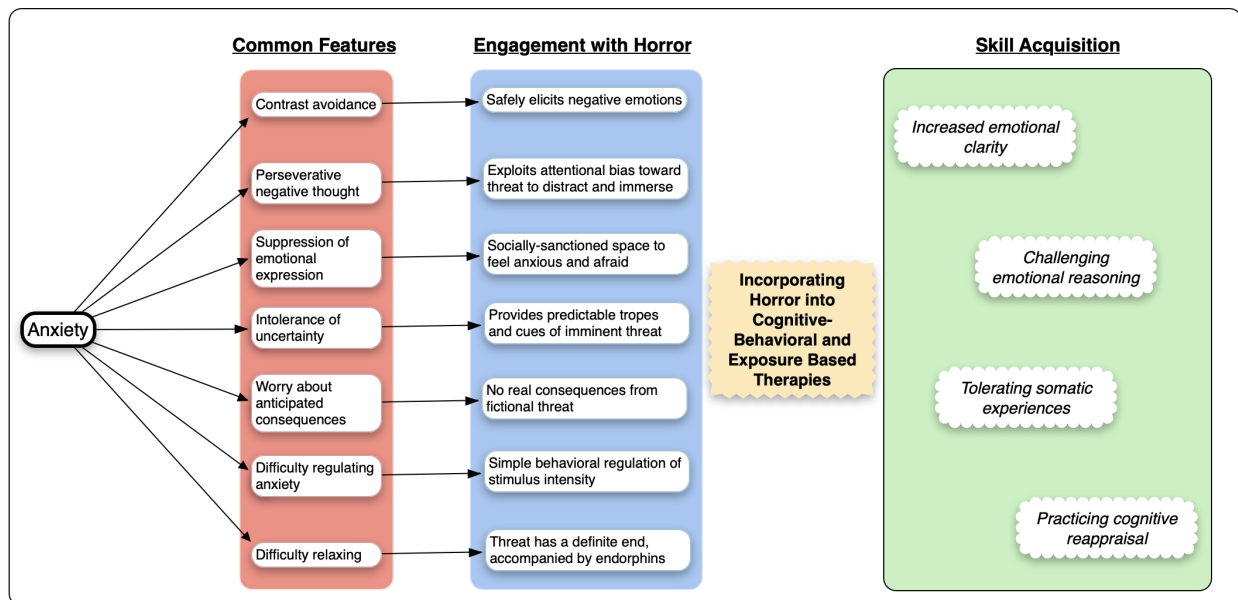 Common Features
Engagement with Horror
Skill Acquisition
Anxiety
Contrast avoidance
Perseverative
negative thought
Suppression of
emotional
expression
Intolerance of
uncertainty
Worry about
anticipated
consequences
Difficulty regulating
anxiety
Difficulty relaxing
Safely elicits negative emotions
Exploits attentional bias toward
threat to distract and immerse
Socially-sanctioned space to
feel anxious and afraid
Provides predictable tropes
and cues of imminent threat
No real consequences from
fictional threat
Simple behavioral regulation of
stimulus intensity
Threat has a definite end,
accompanied by endorphins
Incorporating
Horror into
Cognitive-
Behavioral and
Exposure Based
Therapies
Increased emotional
clarity
Challenging
emotional reasoning
Tolerating somatic
experiences
Practicing cognitive
reappraisal